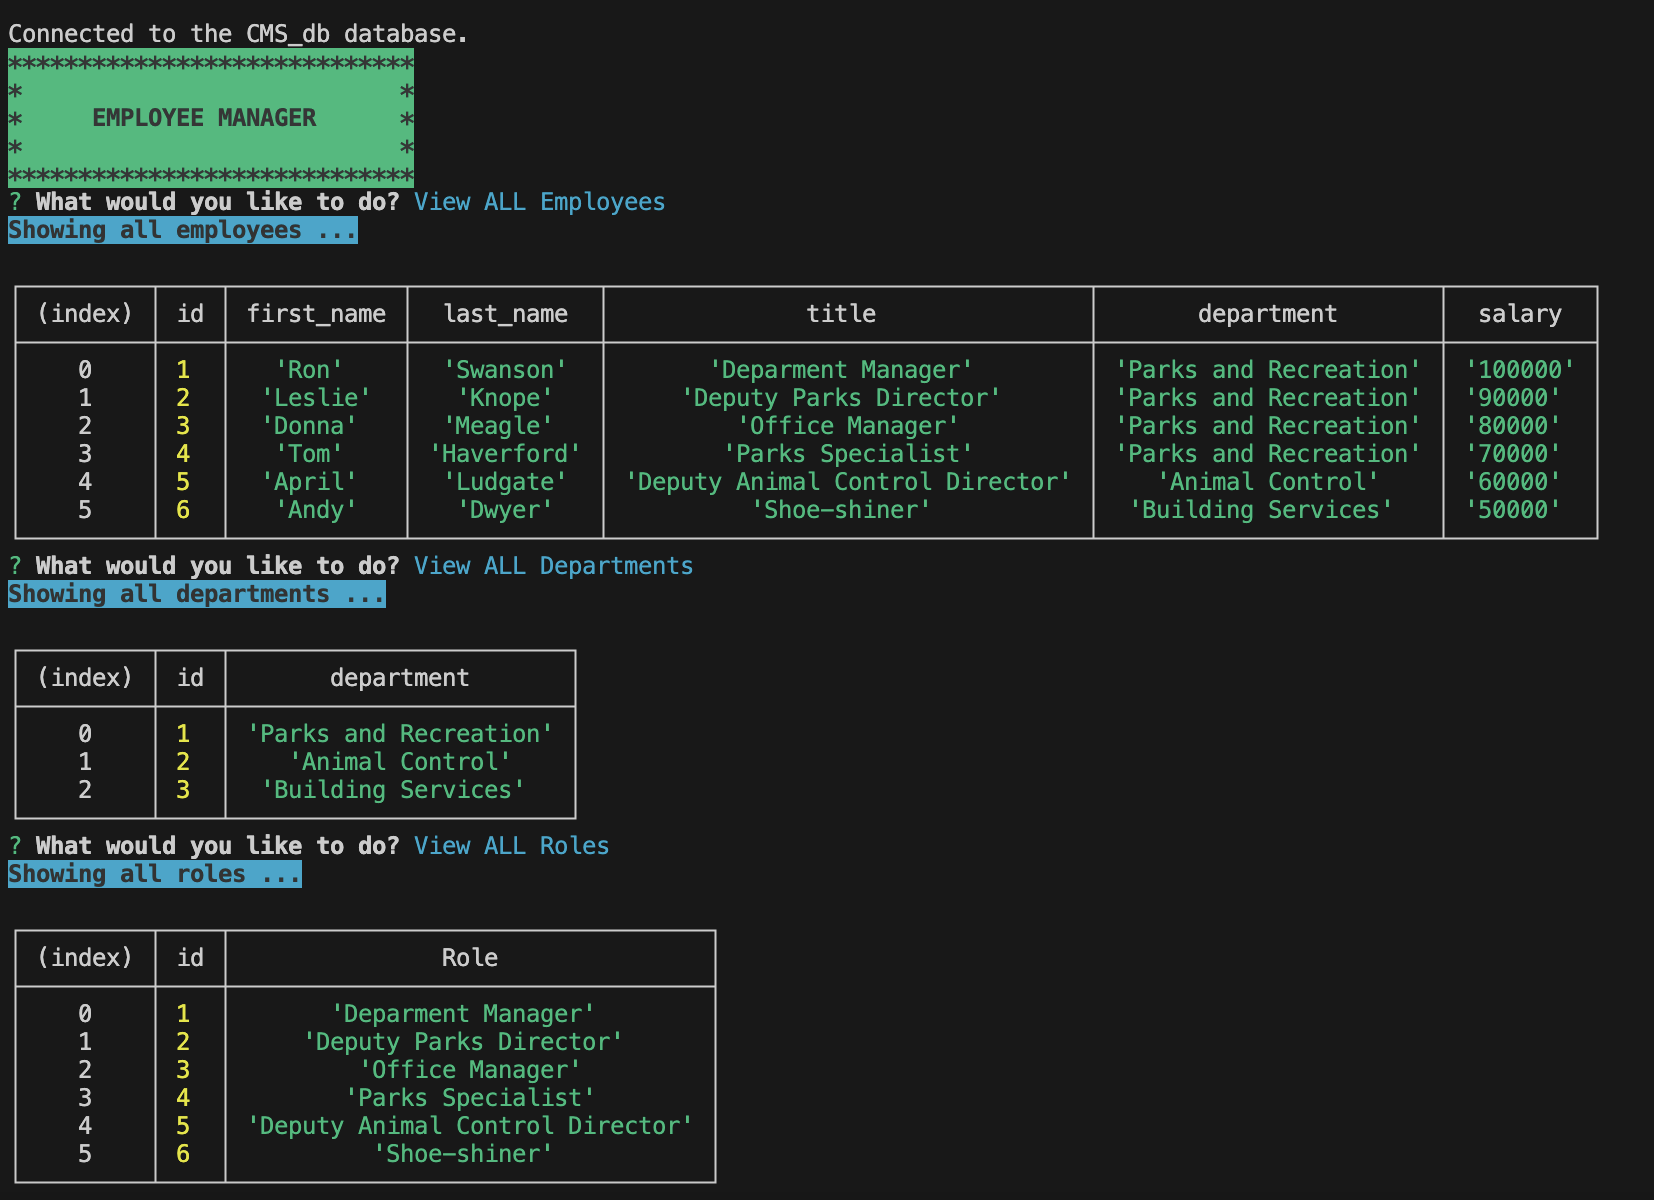 Connected to the CMS_db database.
*****************************
*                           *
*     EMPLOYEE MANAGER      *
*                           *
*****************************
? What would you like to do? View ALL Employees
Showing all employees ...
(index) id first_name last_name title department salary
0 1 'Ron' 'Swanson' 'Deparment Manager' 'Parks and Recreation' '100000'
1 2 'Leslie' 'Knope' 'Deputy Parks Director' 'Parks and Recreation' '90000'
2 3 'Donna' 'Meagle' 'Office Manager' 'Parks and Recreation' '80000'
3 4 'Tom' 'Haverford' 'Parks Specialist' 'Parks and Recreation' '70000'
4 5 'April' 'Ludgate' 'Deputy Animal Control Director' 'Animal Control' '60000'
5 6 'Andy' 'Dwyer' 'Shoe-shiner' 'Building Services' '50000'
? What would you like to do? View ALL Departments
Showing all departments ...
(index) id department
0 1 'Parks and Recreation'
1 2 'Animal Control'
2 3 'Building Services'
? What would you like to do? View ALL Roles
Showing all roles ...
(index) id Role
0 1 'Deparment Manager'
1 2 'Deputy Parks Director'
2 3 'Office Manager'
3 4 'Parks Specialist'
4 5 'Deputy Animal Control Director'
5 6 'Shoe-shiner'